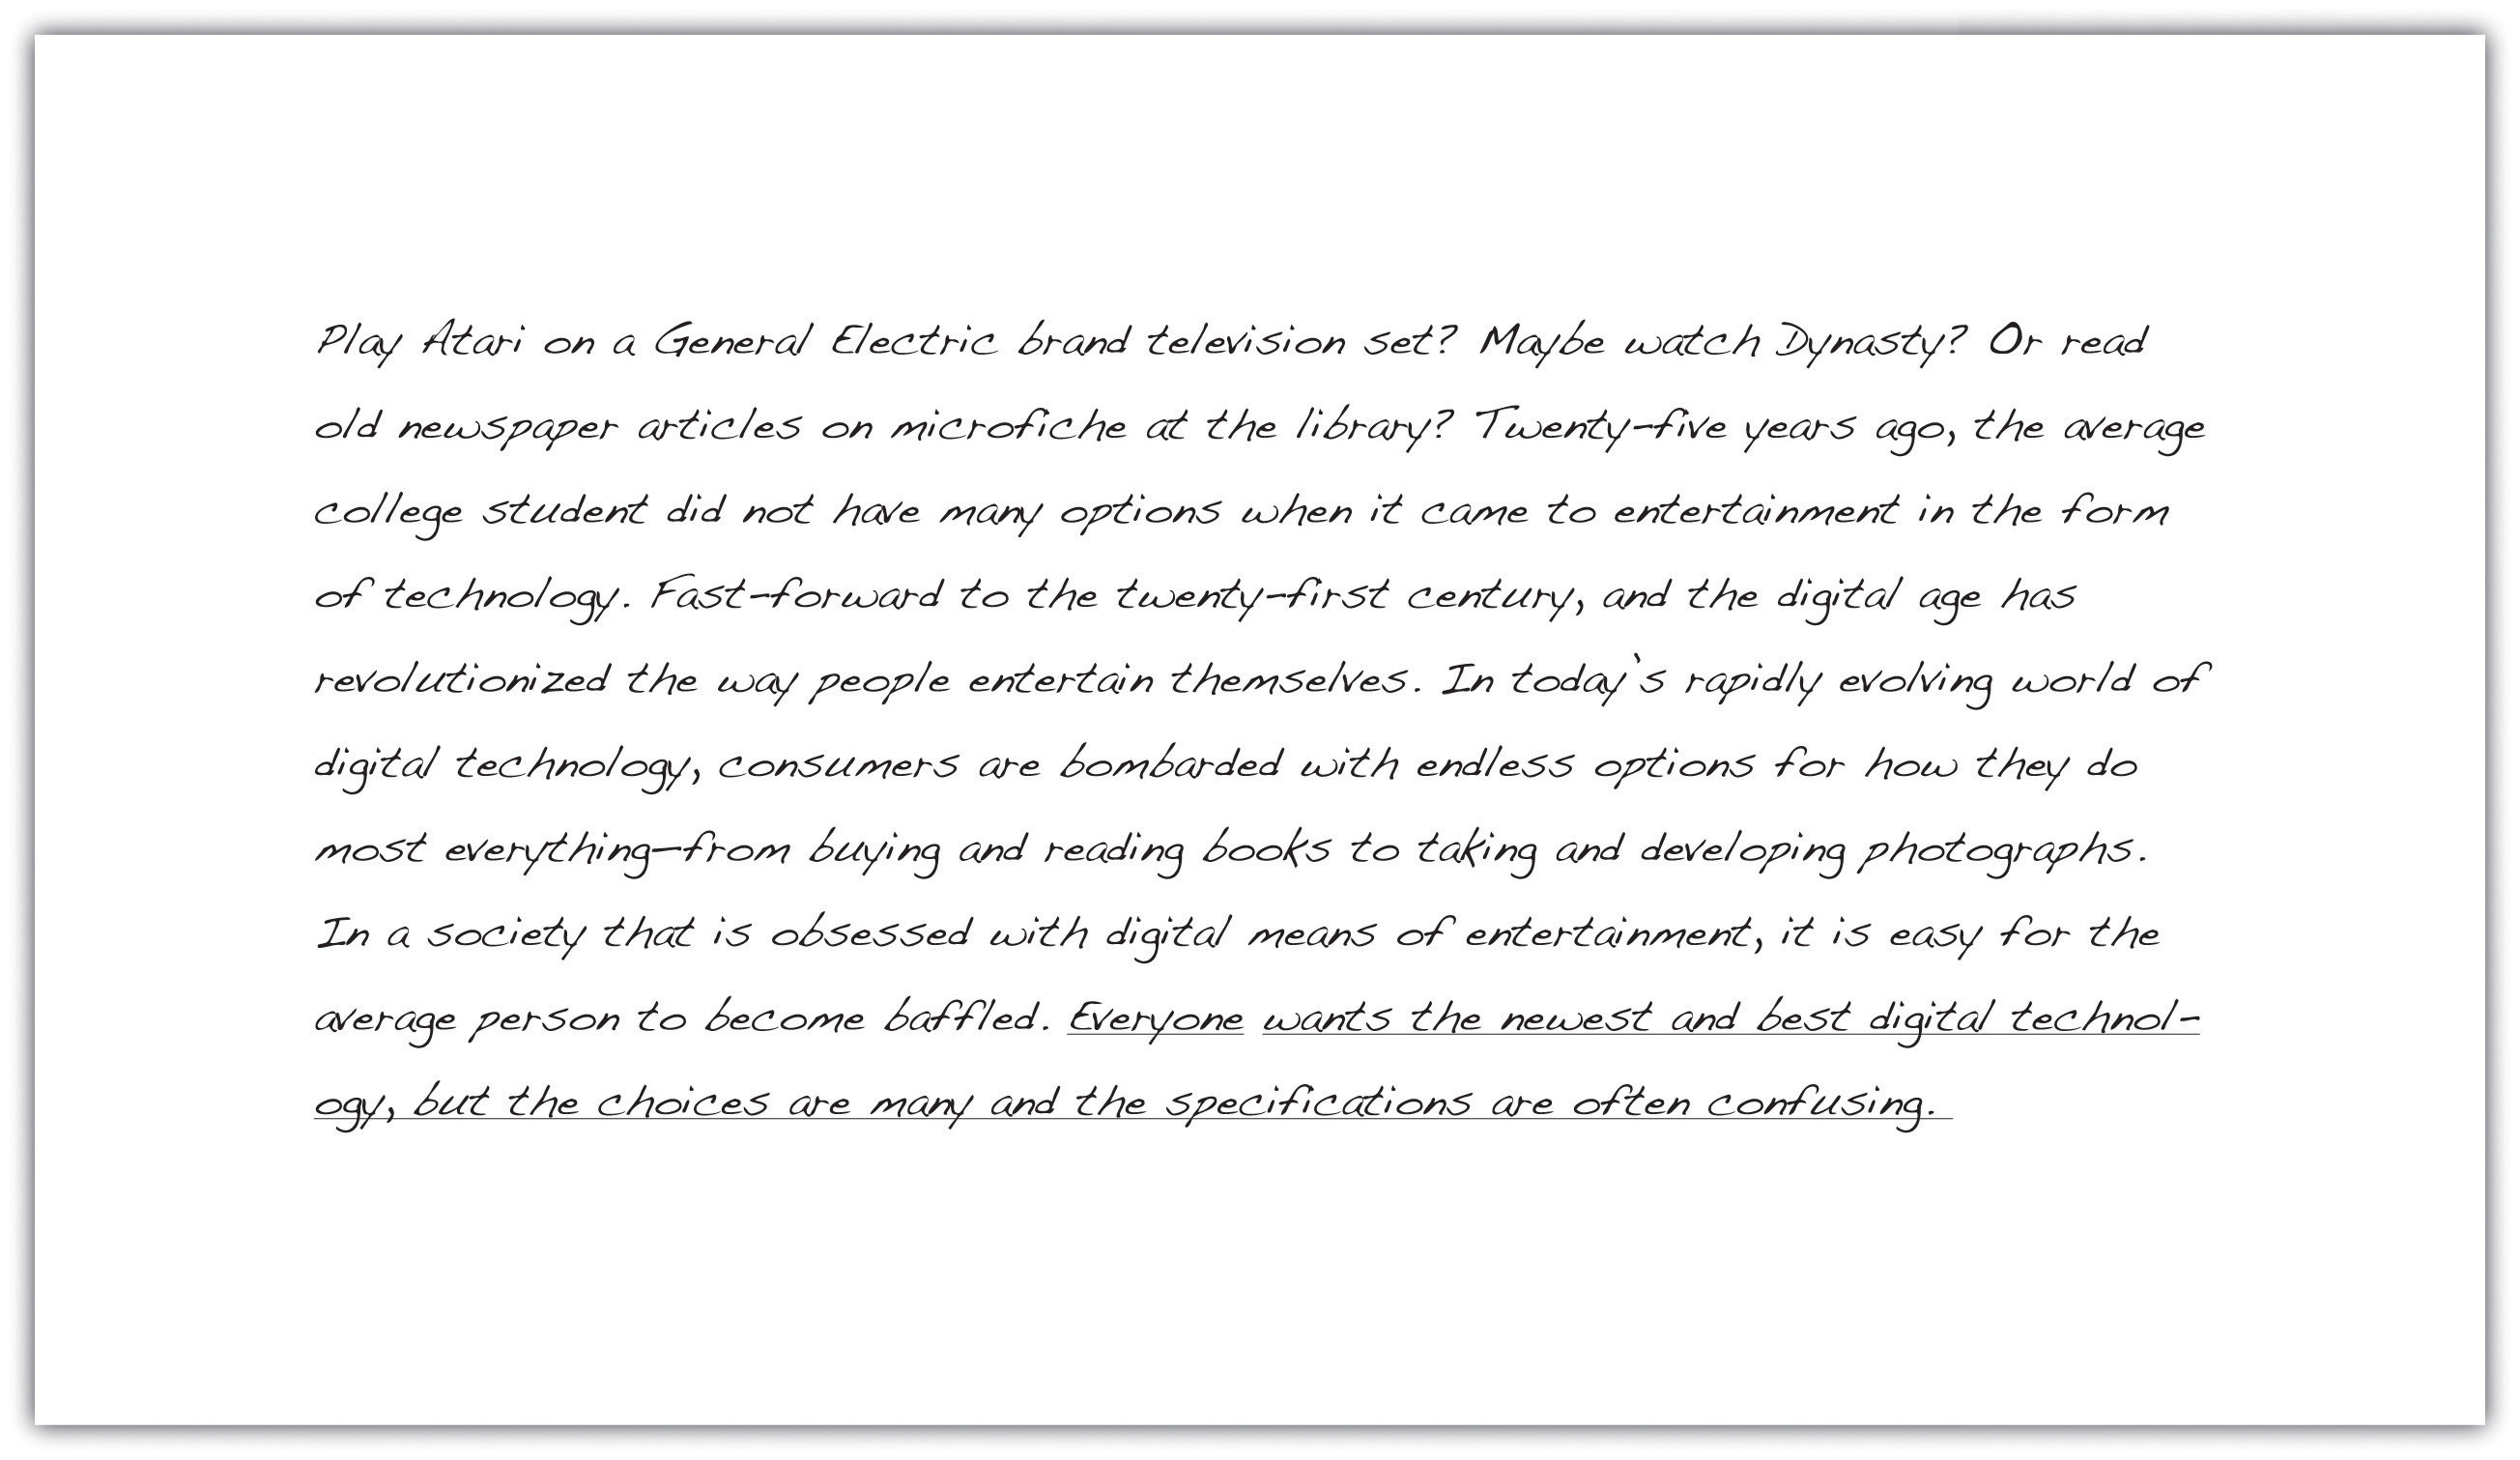 Play Atari on a General Electric brand television set? Maybe watch Dynasty? Or read
old newspaper articles on microfiche at the library? Twenty-five years ago, the average
college student did not have many options when it came to entertainment in the form
of technology. Fast-forward to the twenty-first century, and the digital age has
revolutionized the way people entertain themselves. In today's rapidly evolving world of
digital technology, consumers are bombarded with endless options for how they do
most everything—from buying and reading books to taking and developing photographs.
In a society that is obsessed with digital means of entertainment, it is easy for the
average person to become baffled. Everyone wants the newest and best digital technol-
ogy, but the choices are many and the specifications are often confusing.